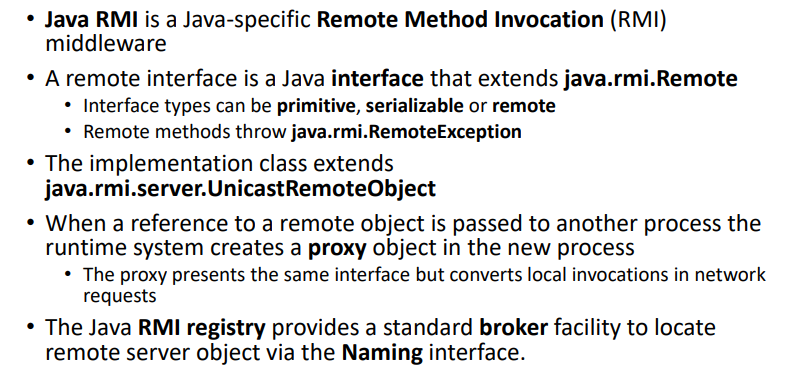 • Java RMI is a Java-specific Remote Method Invocation (RMI)
middleware
• A remote interface is a Java interface that extends java.rmi.Remote
• Interface types can be primitive, serializable or remote
• Remote methods throw java.rmi.RemoteException
• The implementation class extends
java.rmi.server.UnicastRemoteObject
• When a reference to a remote object is passed to another process the
runtime system creates a proxy object in the new process
• The proxy presents the same interface but converts local invocations in network
requests
• The Java RMI registry provides a standard broker facility to locate
remote server object via the Naming interface.